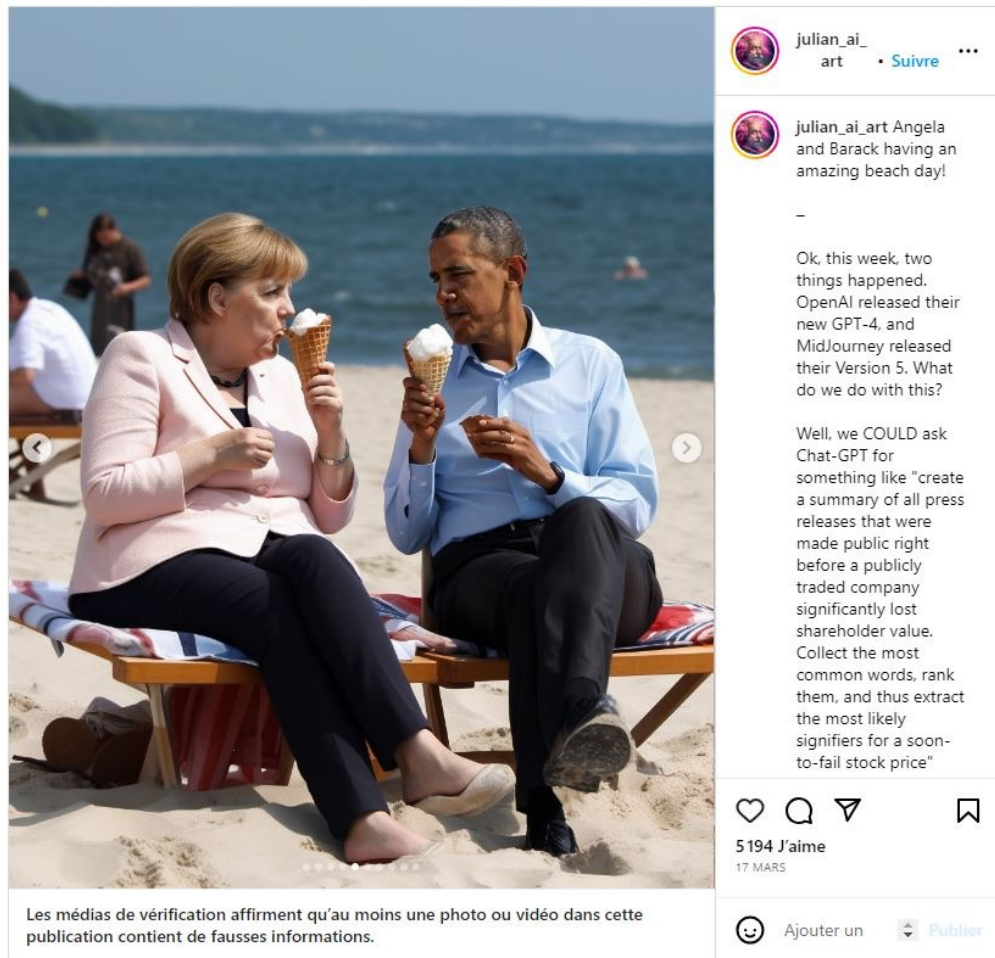 julian_ai_
art • Suivre
julian_ai_art Angela
and Barack having an
amazing beach day!
–
Ok, this week, two
things happened.
OpenAI released their
new GPT-4, and
MidJourney released
their Version 5. What
do we do with this?
Well, we COULD ask
Chat-GPT for
something like "create
a summary of all press
releases that were
made public right
before a publicly
traded company
significantly lost
shareholder value.
Collect the most
common words, rank
them, and thus extract
the most likely
signifiers for a soon-
to-fail stock price"
5 194 J'aime
17 MARS
Ajouter un Publier
Les médias de vérification affirment qu'au moins une photo ou vidéo dans cette
publication contient de fausses informations.